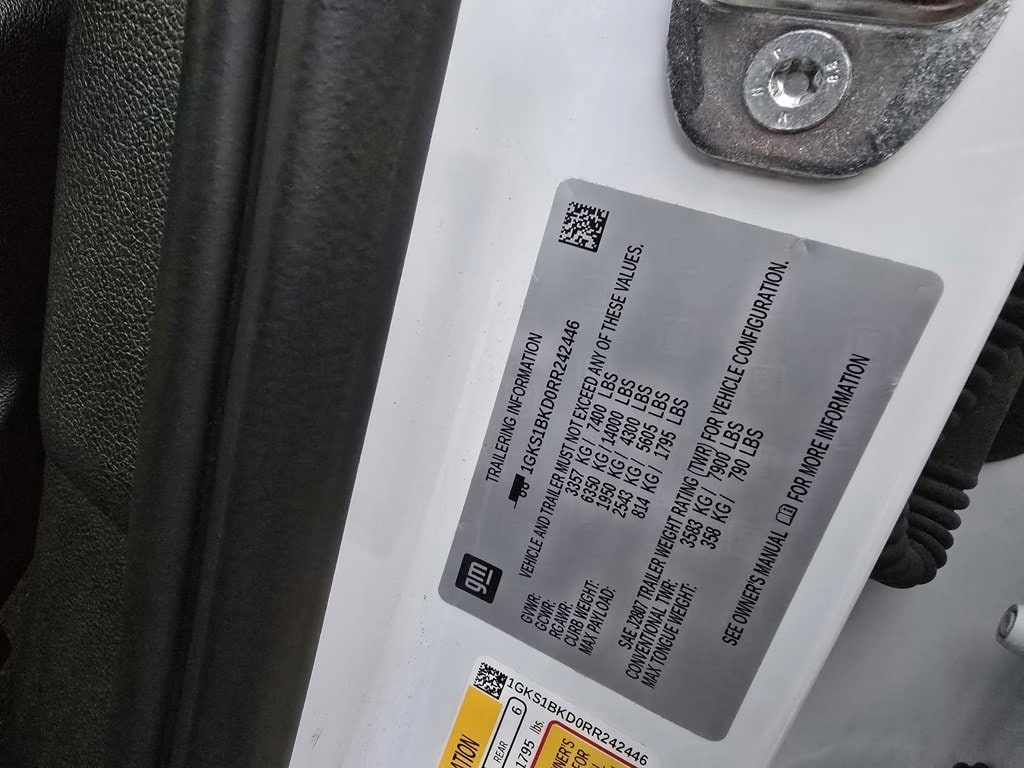 gm
TRAILERING INFORMATION
1GKS1BKD0RR242446
VEHICLE AND TRAILER MUST NOT EXCEED ANY OF THESE VALUES.
GVWR: 3357 KG / 7400 LBS
GCWR: 6350 KG / 14000 LBS
RGAWR: 1950 KG / 4300 LBS
CURB WEIGHT: 2543 KG / 5605 LBS
MAX PAYLOAD: 814 KG / 1795 LBS
SAE J2807 TRAILER WEIGHT RATING (TWR) FOR VEHICLE CONFIGURATION.
CONVENTIONAL TWR: 3583 KG / 7900 LBS
MAX TONGUE WEIGHT: 358 KG / 790 LBS
SEE OWNER'S MANUAL FOR MORE INFORMATION
1GKS1BKD0RR242446
REAR 6
1795 lbs.